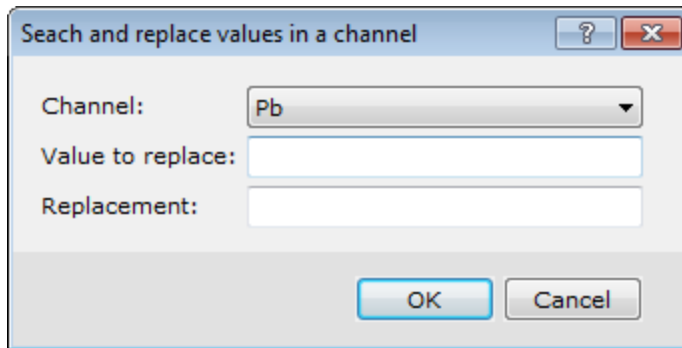 Seach and replace values in a channel
Channel: Pb
Value to replace:
Replacement:
OK Cancel